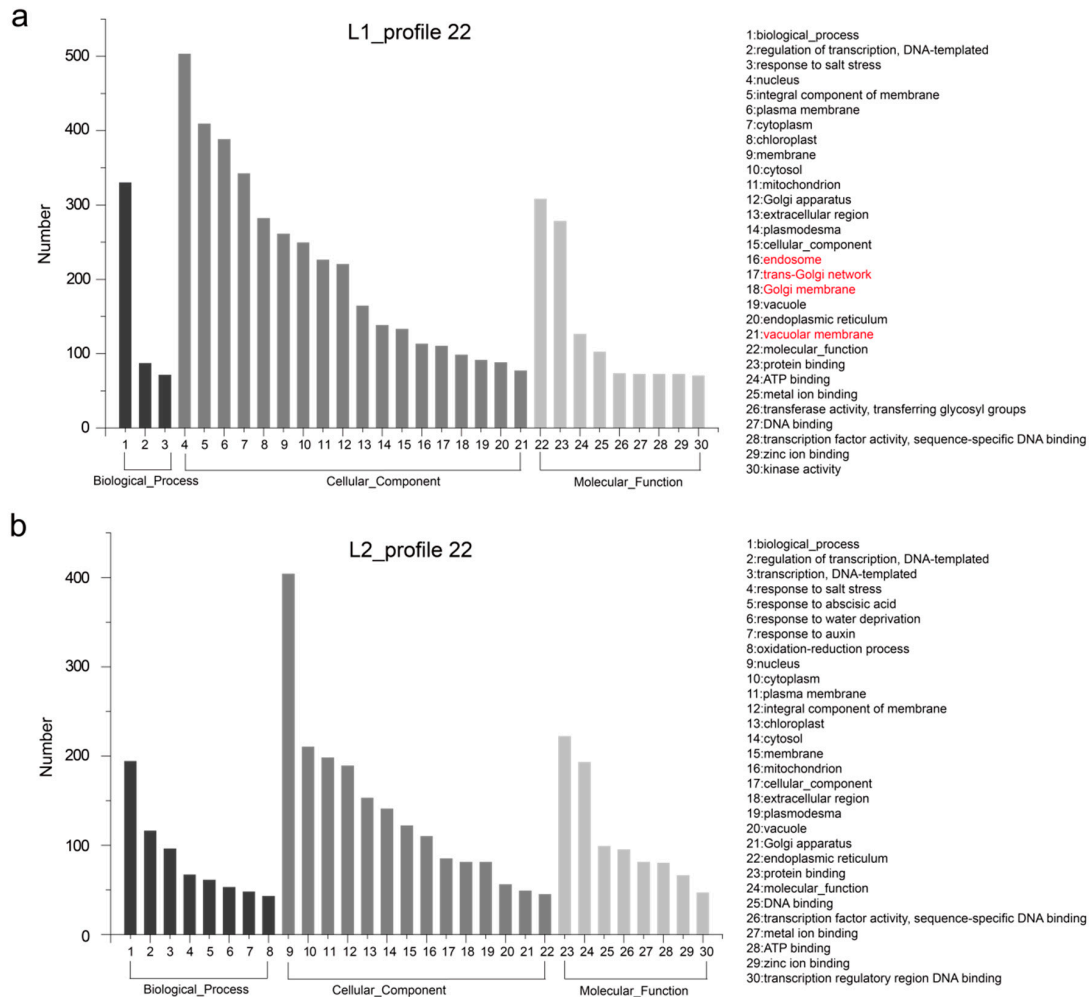 a
L1_profile 22
500
400
300
200
100
0
Number
1 2 3 4 5 6 7 8 9 10 11 12 13 14 15 16 17 18 19 20 21 22 23 24 25 26 27 28 29 30
Biological_Process Cellular_Component Molecular_Function
1:biological_process
2:regulation of transcription, DNA-templated
3:response to salt stress
4:nucleus
5:integral component of membrane
6:plasma membrane
7:cytoplasm
8:chloroplast
9:membrane
10:cytosol
11:mitochondrion
12:Golgi apparatus
13:extracellular region
14:plasmodesma
15:cellular_component
16:endosome
17:trans-Golgi network
18:Golgi membrane
19:vacuole
20:endoplasmic reticulum
21:vacuolar membrane
22:molecular_function
23:protein binding
24:ATP binding
25:metal ion binding
26:transferase activity, transferring glycosyl groups
27:DNA binding
28:transcription factor activity, sequence-specific DNA binding
29:zinc ion binding
30:kinase activity
b
L2_profile 22
400
300
200
100
0
Number
1 2 3 4 5 6 7 8 9 10 11 12 13 14 15 16 17 18 19 20 21 22 23 24 25 26 27 28 29 30
Biological_Process Cellular_Component Molecular_Function
1:biological_process
2:regulation of transcription, DNA-templated
3:transcription, DNA-templated
4:response to salt stress
5:response to abscisic acid
6:response to water deprivation
7:response to auxin
8:oxidation-reduction process
9:nucleus
10:cytoplasm
11:plasma membrane
12:integral component of membrane
13:chloroplast
14:cytosol
15:membrane
16:mitochondrion
17:cellular_component
18:extracellular region
19:plasmodesma
20:vacuole
21:Golgi apparatus
22:endoplasmic reticulum
23:protein binding
24:molecular_function
25:DNA binding
26:transcription factor activity, sequence-specific DNA binding
27:metal ion binding
28:ATP binding
29:zinc ion binding
30:transcription regulatory region DNA binding